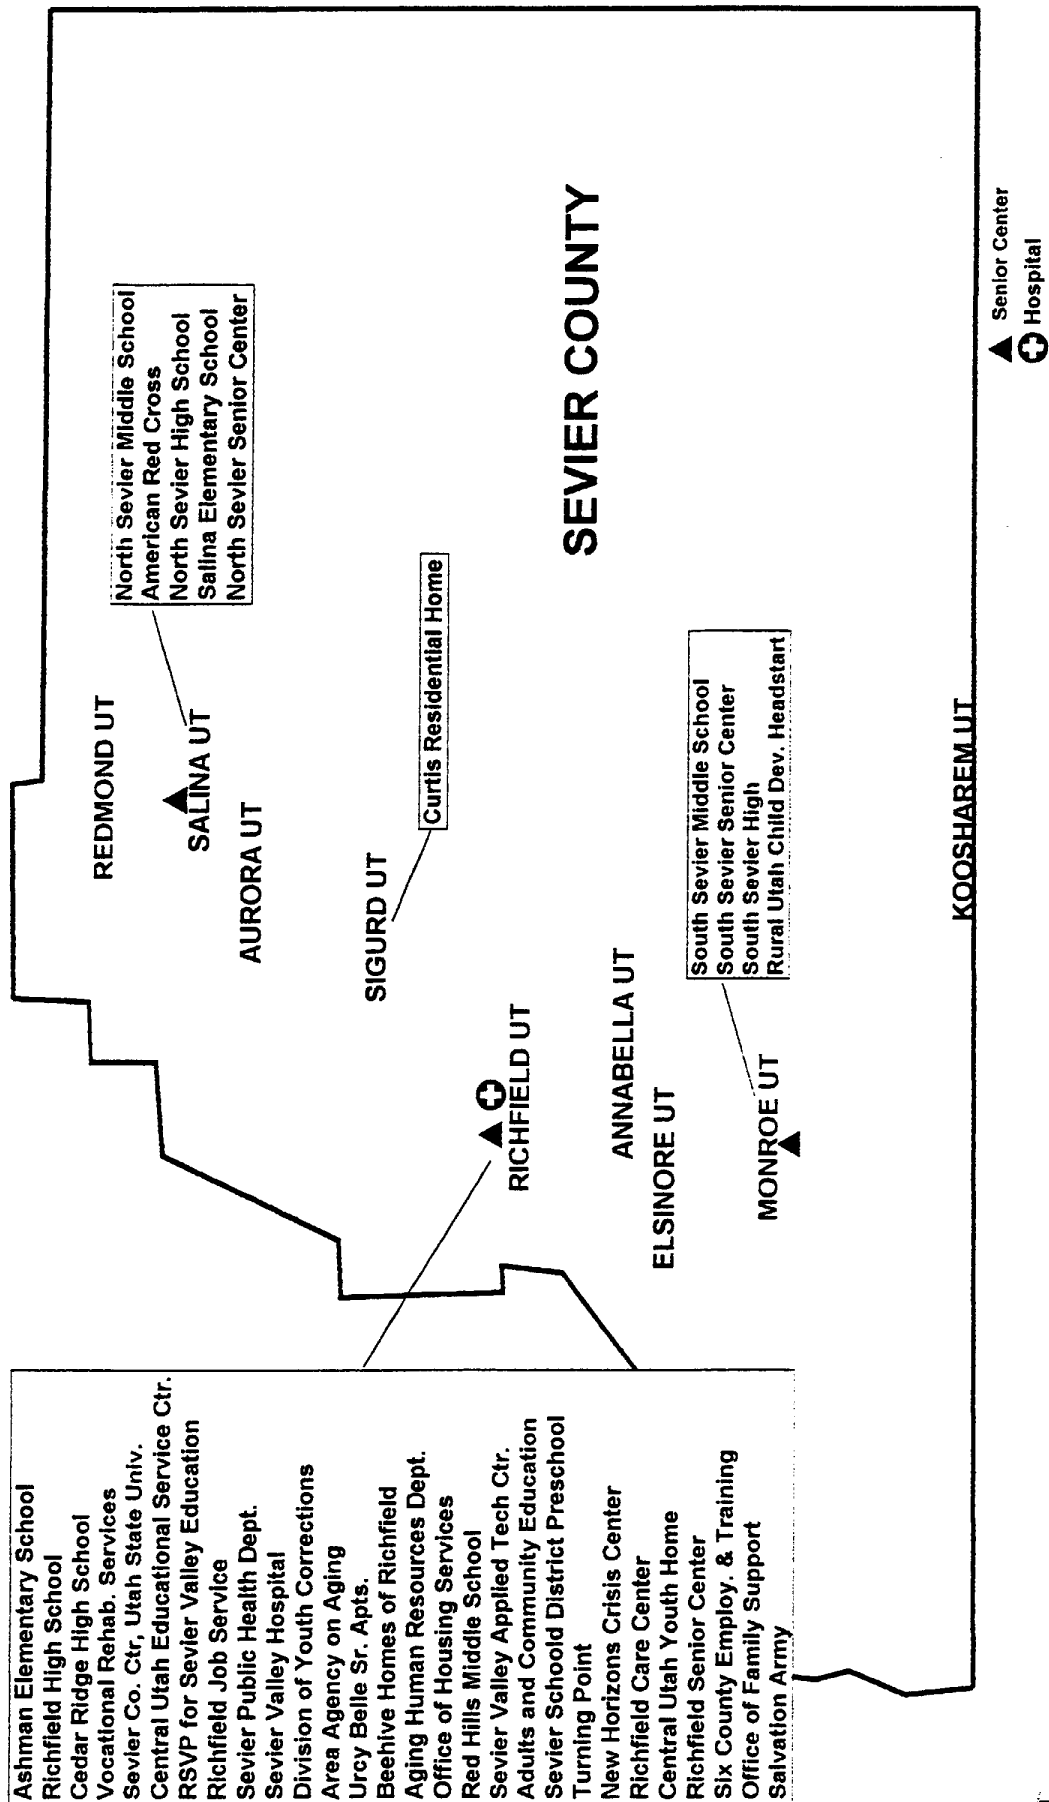 Ashman Elementary School
Richfield High School
Cedar Ridge High School
Vocational Rehab. Services
Sevier Co. Ctr, Utah State Univ.
Central Utah Educational Service Ctr.
RSVP for Sevier Valley Education
Richfield Job Service
Sevier Public Health Dept.
Sevier Valley Hospital
Division of Youth Corrections
Area Agency on Aging
Urcy Belle Sr. Apts.
Beehive Homes of Richfield
Aging Human Resources Dept.
Office of Housing Services
Red Hills Middle School
Sevier Valley Applied Tech Ctr.
Adults and Community Education
Sevier Schoold District Preschool
Turning Point
New Horizons Crisis Center
Richfield Care Center
Central Utah Youth Home
Richfield Senior Center
Six County Employ. & Training
Office of Family Support
Salvation Army
REDMOND UT
SALINA UT
North Sevier Middle School
American Red Cross
North Sevier High School
Salina Elementary School
North Sevier Senior Center
AURORA UT
SIGURD UT
Curtis Residential Home
RICHFIELD UT
SEVIER COUNTY
ANNABELLA UT
ELSINORE UT
MONROE UT
South Sevier Middle School
South Sevier Senior Center
South Sevier High
Rural Utah Child Dev. Headstart
KOOSHAREM UT
Senior Center
Hospital